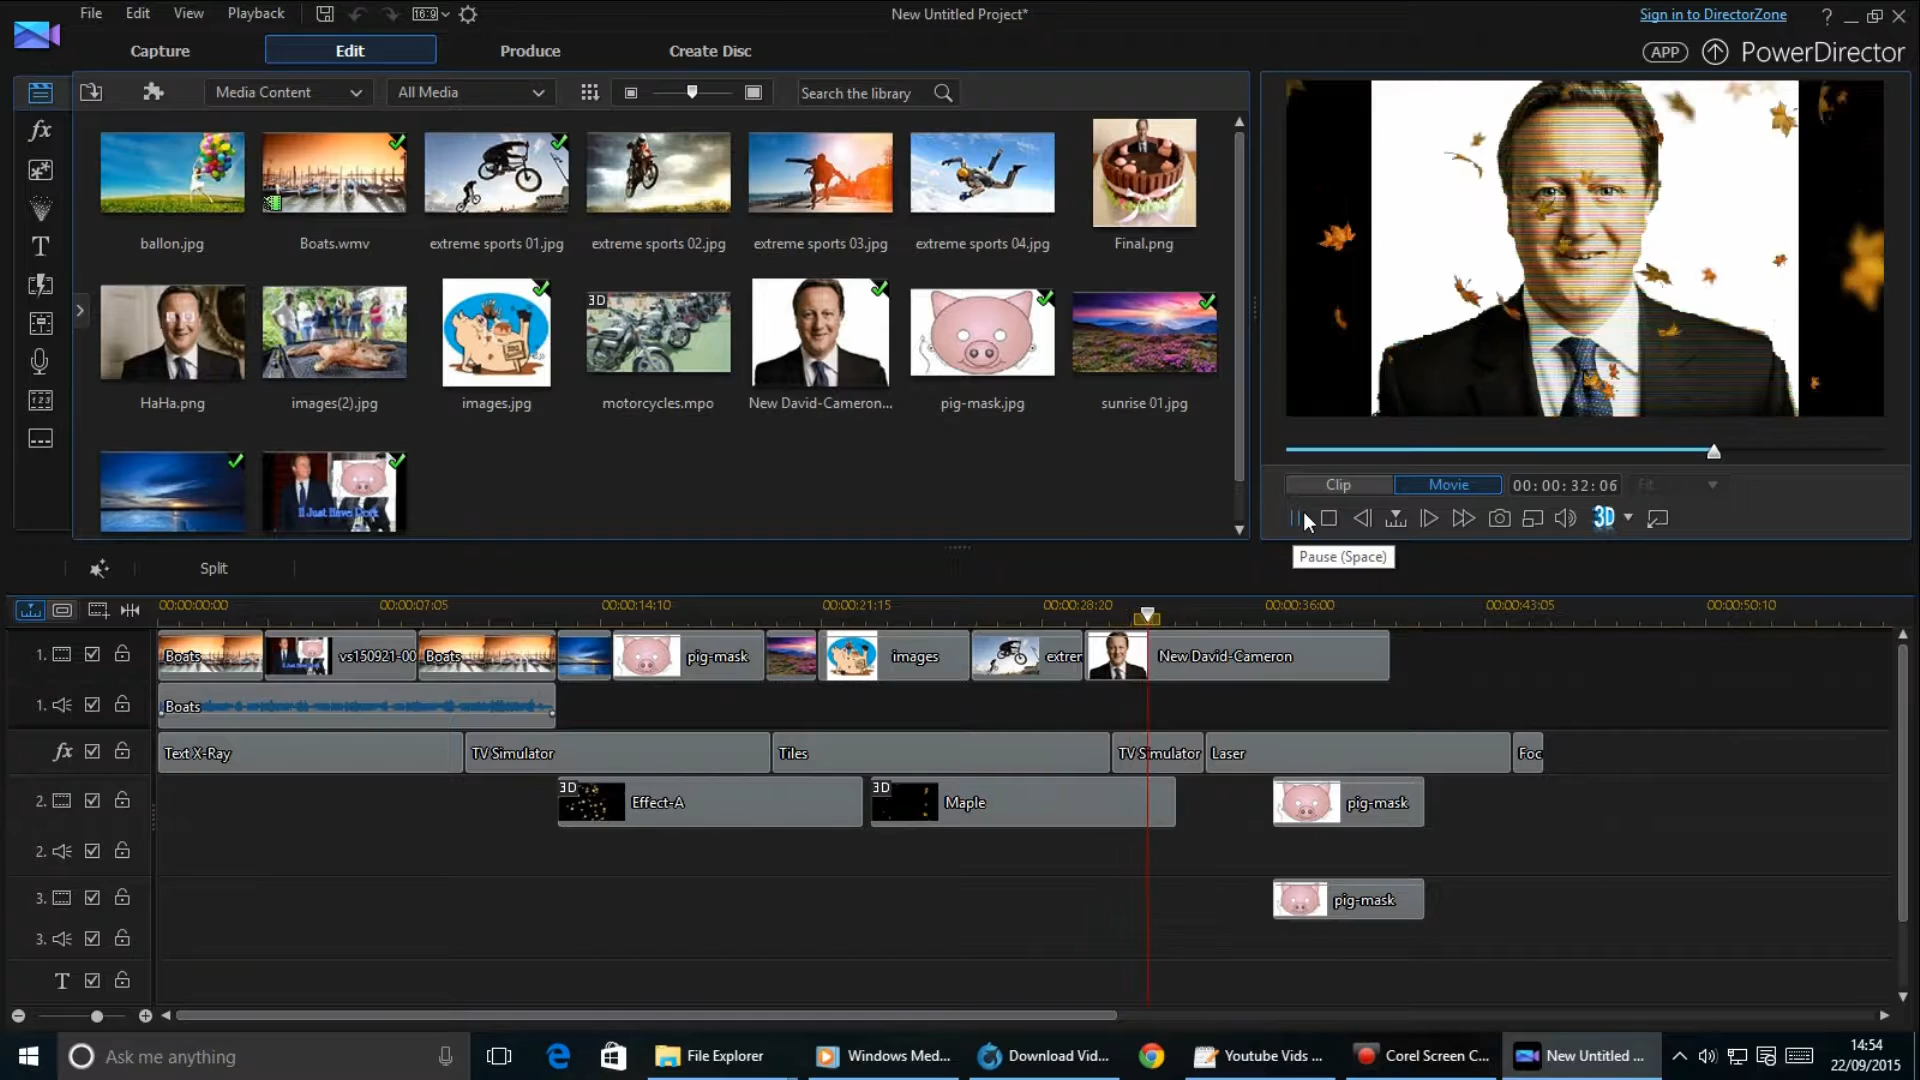 File Edit View Playback 16:9 New Untitled Project* Sign in to DirectorZone ?
Capture Edit Produce Create Disc APP PowerDirector
Media Content All Media Search the library
ballon.jpg Boats.wmv extreme sports 01.jpg extreme sports 02.jpg extreme sports 03.jpg extreme sports 04.jpg Final.png
3D
HaHa.png images(2).jpg images.jpg motorcycles.mpo New David-Cameron... pig-mask.jpg sunrise 01.jpg
Clip Movie 00:00:32:06 Fit
3D
Pause (Space)
Split
00:00:00:00 00:00:07:05 00:00:14:10 00:00:21:15 00:00:28:20 00:00:36:00 00:00:43:05 00:00:50:10
1. Boats vs150921-00 Boats pig-mask images extrer New David-Cameron
1. Boats
fx Text X-Ray TV Simulator Tiles TV Simulator Laser Foc
2. 3D Effect-A 3D Maple pig-mask
2.
3. pig-mask
3.
T
Ask me anything File Explorer Windows Med... Download Vid... Youtube Vids ... Corel Screen C... New Untitled ... 14:54
22/09/2015